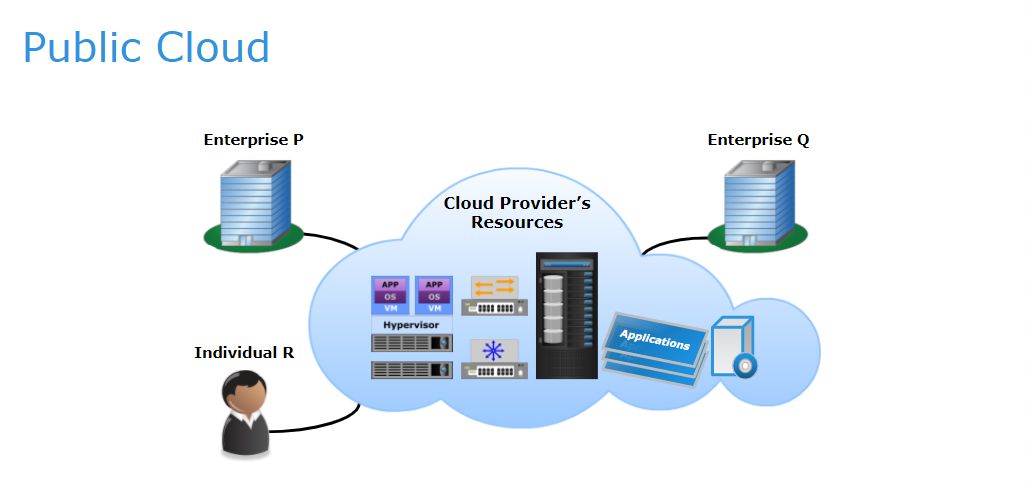 Public Cloud
Enterprise P
Enterprise Q
Cloud Provider's
Resources
APP
APP
OS
OS
VM
VM
Hypervisor
Applications
Individual R